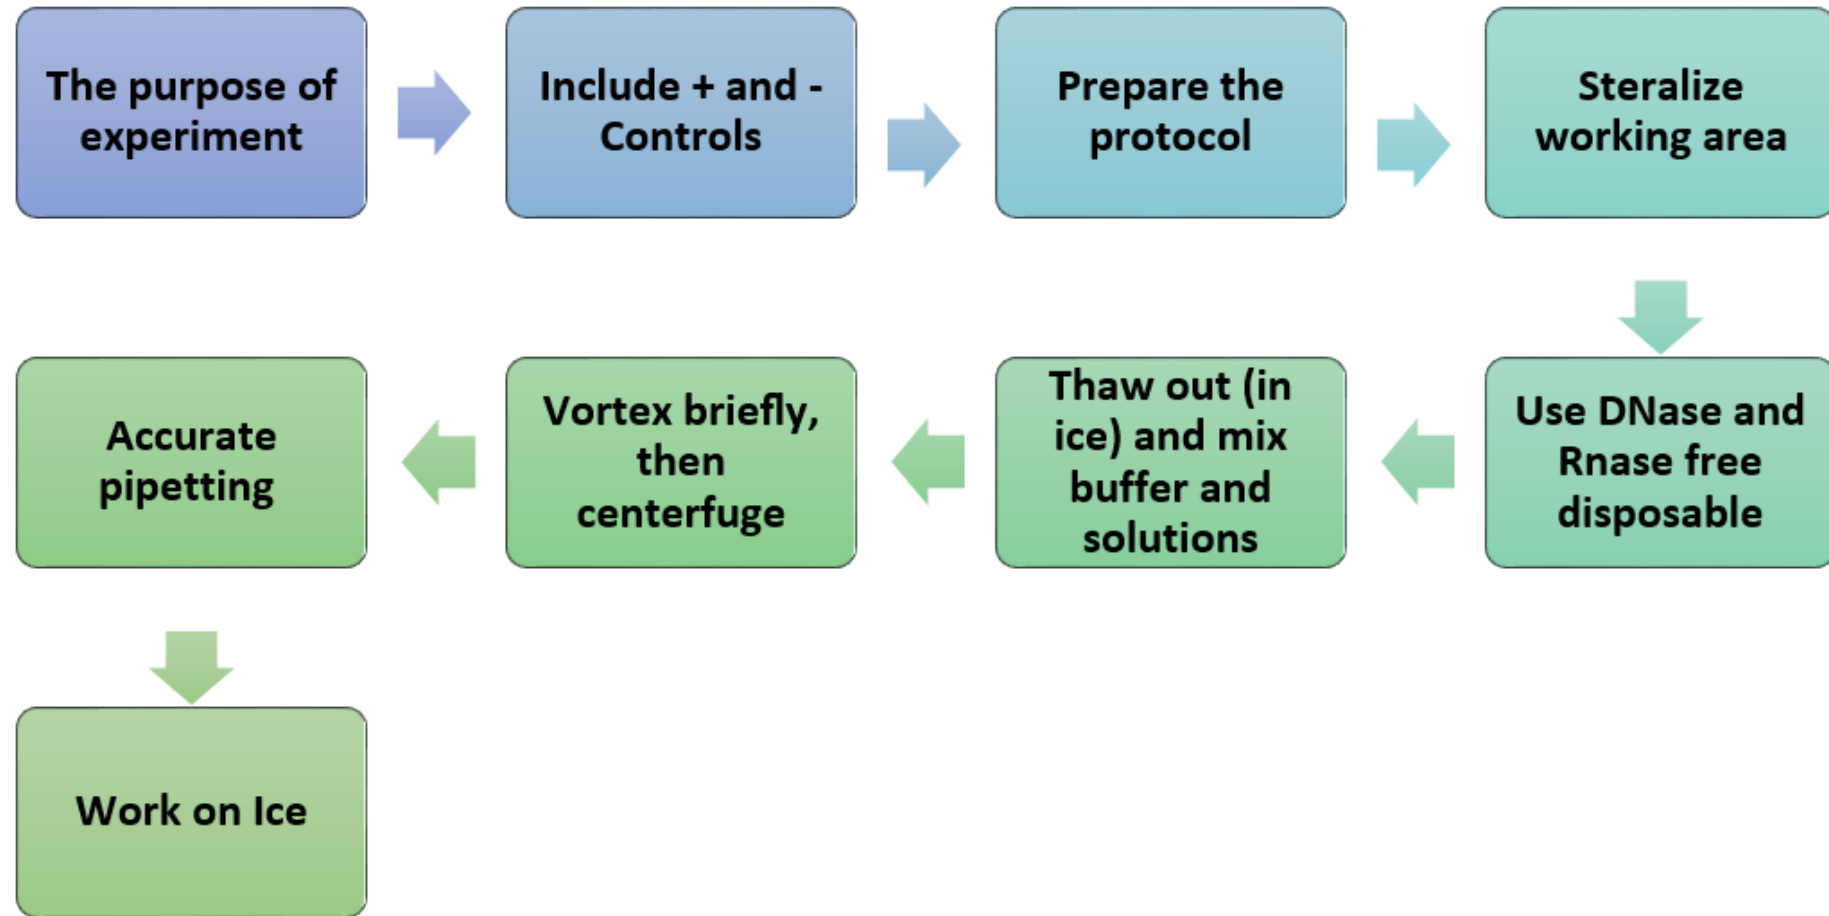 The purpose of
experiment
Include + and -
Controls
Prepare the
protocol
Steralize
working area
Use DNase and
Rnase free
disposable
Thaw out (in
ice) and mix
buffer and
solutions
Vortex briefly,
then
centerfuge
Accurate
pipetting
Work on Ice